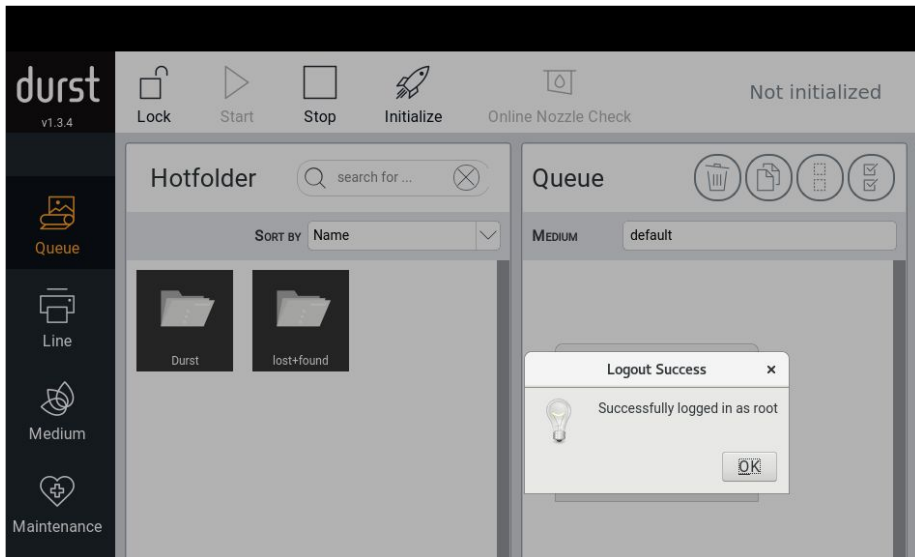 durst
v1.3.4
Lock
Start
Stop
Initialize
Online Nozzle Check
Not initialized
Queue
Line
Medium
Maintenance
Hotfolder
search for ...
SORT BY Name
Durst
lost+found
Queue
MEDIUM default
Logout Success
Successfully logged in as root
OK